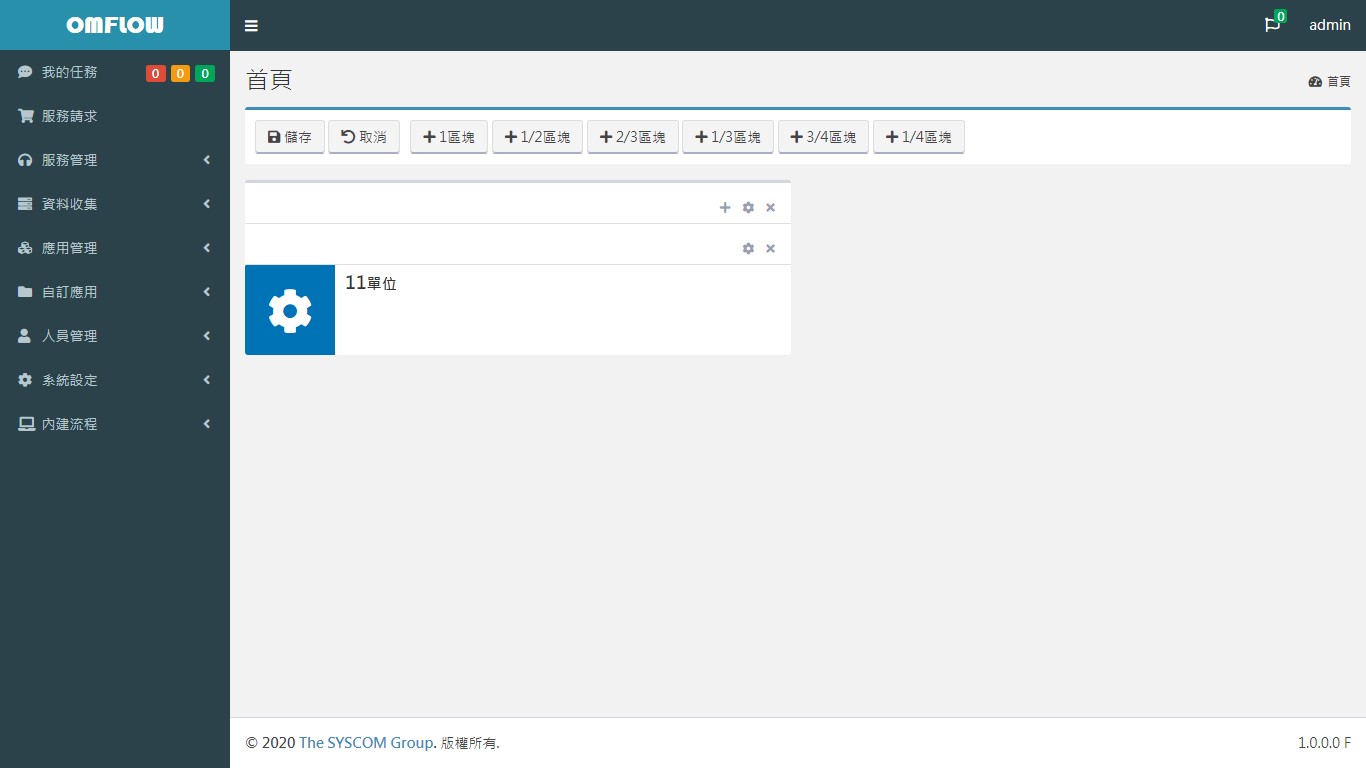 OMFLOW
0
admin
我的任務 0 0 0
服務請求
服務管理
資料收集
應用管理
自訂應用
人員管理
系統設定
內建流程
首頁
首頁
儲存 取消 1區塊 1/2區塊 2/3區塊 1/3區塊 3/4區塊 1/4區塊
11單位
© 2020 The SYSCOM Group. 版權所有.
1.0.0.0 F